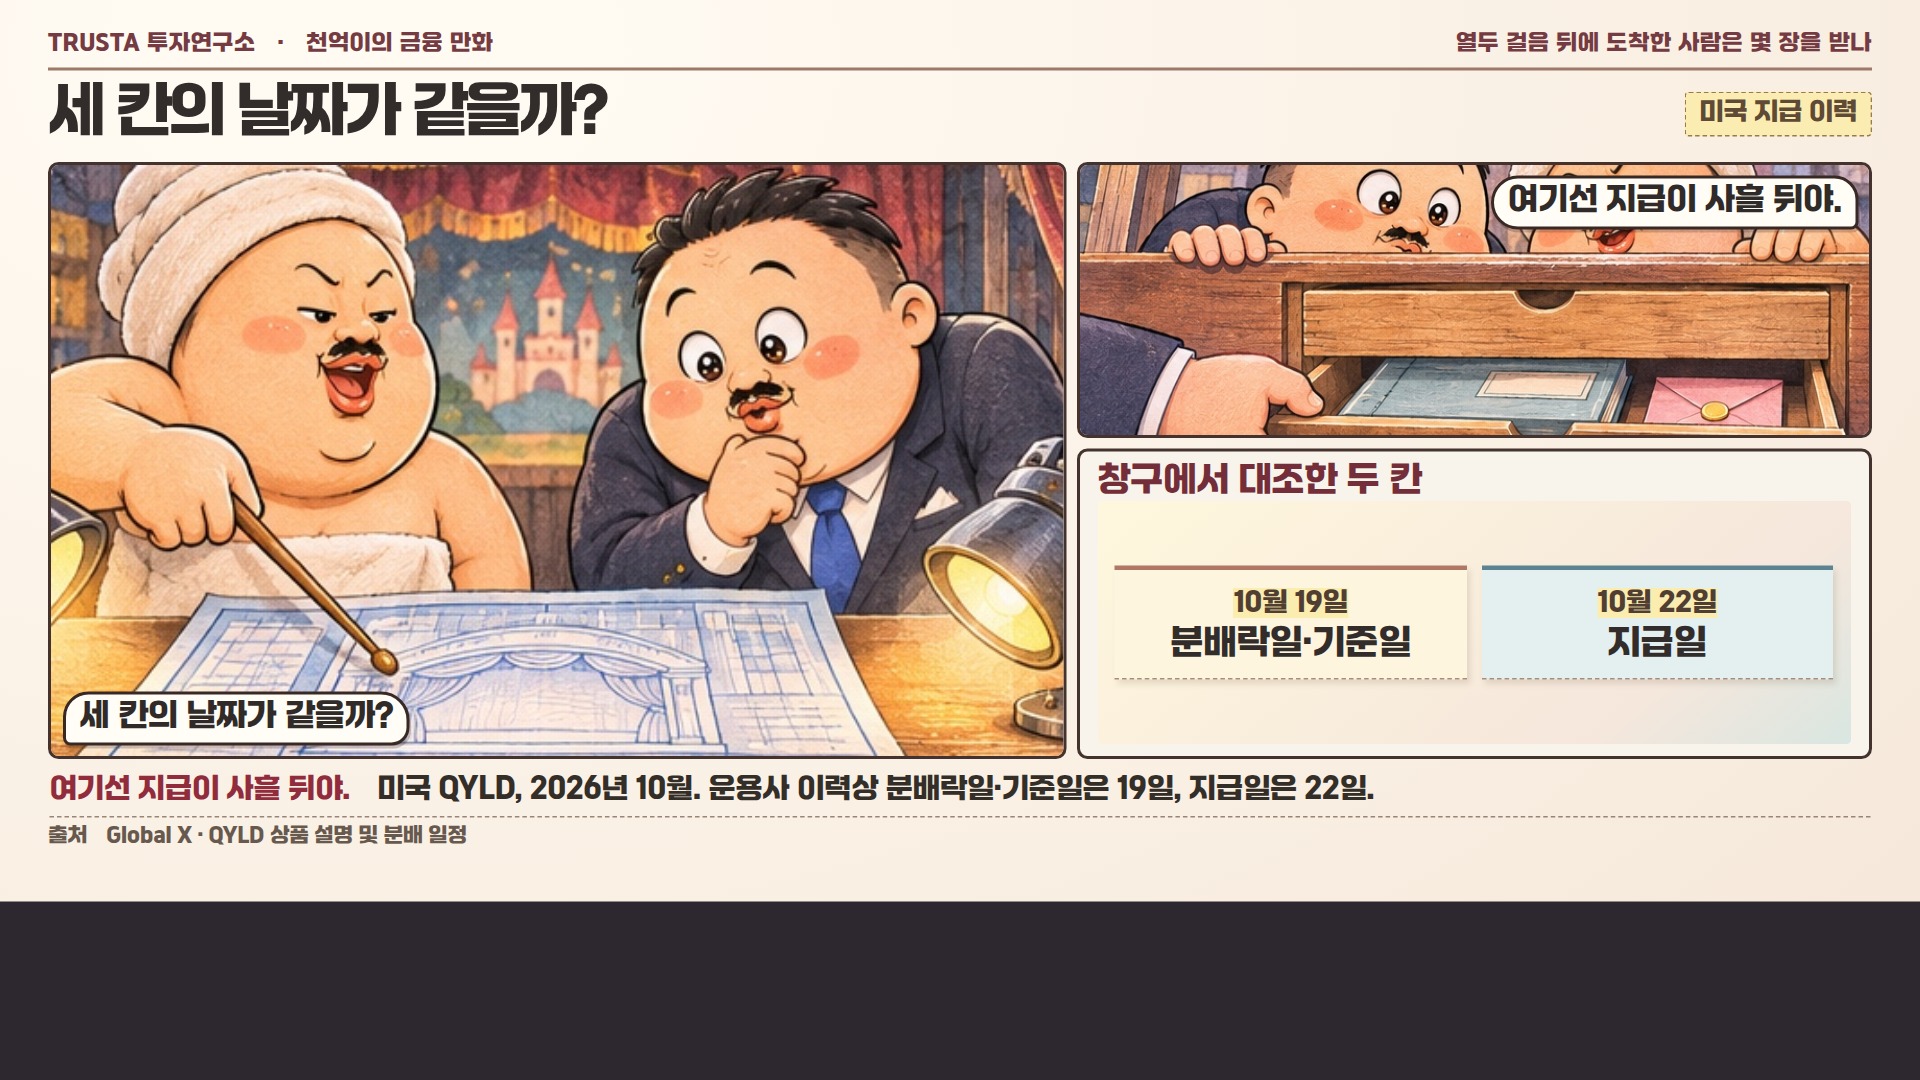 TRUSTA 투자연구소 · 천억이의 금융 만화
열두 걸음 뒤에 도착한 사람은 몇 장을 받나
세 칸의 날짜가 같을까?
미국 지급 이력
세 칸의 날짜가 같을까?
여기선 지급이 사흘 뒤야.
창구에서 대조한 두 칸
10월 19일
분배락일·기준일
10월 22일
지급일
여기선 지급이 사흘 뒤야. 미국 QYLD, 2026년 10월. 운용사 이력상 분배락일·기준일은 19일, 지급일은 22일.
출처 Global X · QYLD 상품 설명 및 분배 일정